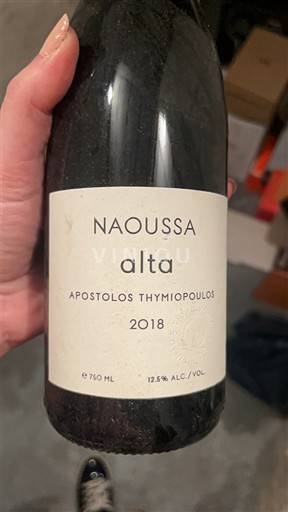 NAOUSSA
alta
APOSTOLOS THYMIOPOULOS
2018
e 750 ML 12.5% ALC./VOL.